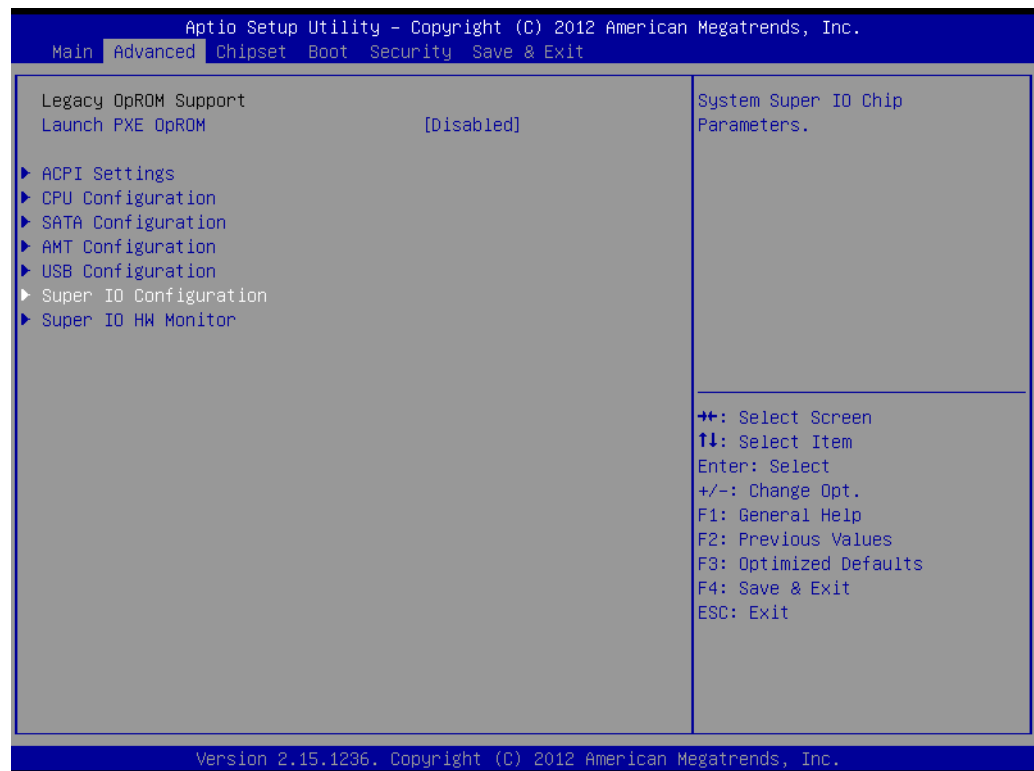 Aptio Setup Utility – Copyright (C) 2012 American Megatrends, Inc.
Main Advanced Chipset Boot Security Save & Exit
Legacy OpROM Support
Launch PXE OpROM [Disabled]
▶ ACPI Settings
▶ CPU Configuration
▶ SATA Configuration
▶ AMT Configuration
▶ USB Configuration
▶ Super IO Configuration
▶ Super IO HW Monitor
System Super IO Chip
Parameters.
→←: Select Screen
↑↓: Select Item
Enter: Select
+/-: Change Opt.
F1: General Help
F2: Previous Values
F3: Optimized Defaults
F4: Save & Exit
ESC: Exit
Version 2.15.1236. Copyright (C) 2012 American Megatrends, Inc.